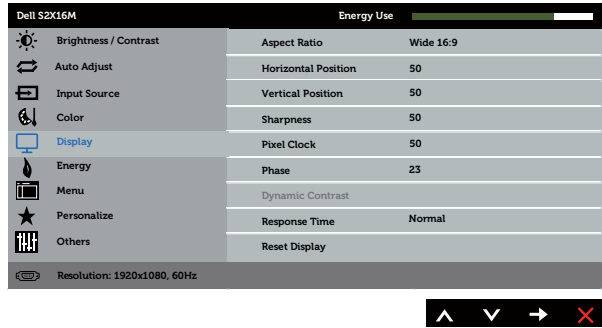 Dell S2X16M Energy Use
Brightness / Contrast
Auto Adjust
Input Source
Color
Display
Energy
Menu
Personalize
Others
Aspect Ratio Wide 16:9
Horizontal Position 50
Vertical Position 50
Sharpness 50
Pixel Clock 50
Phase 23
Dynamic Contrast
Response Time Normal
Reset Display
Resolution: 1920x1080, 60Hz